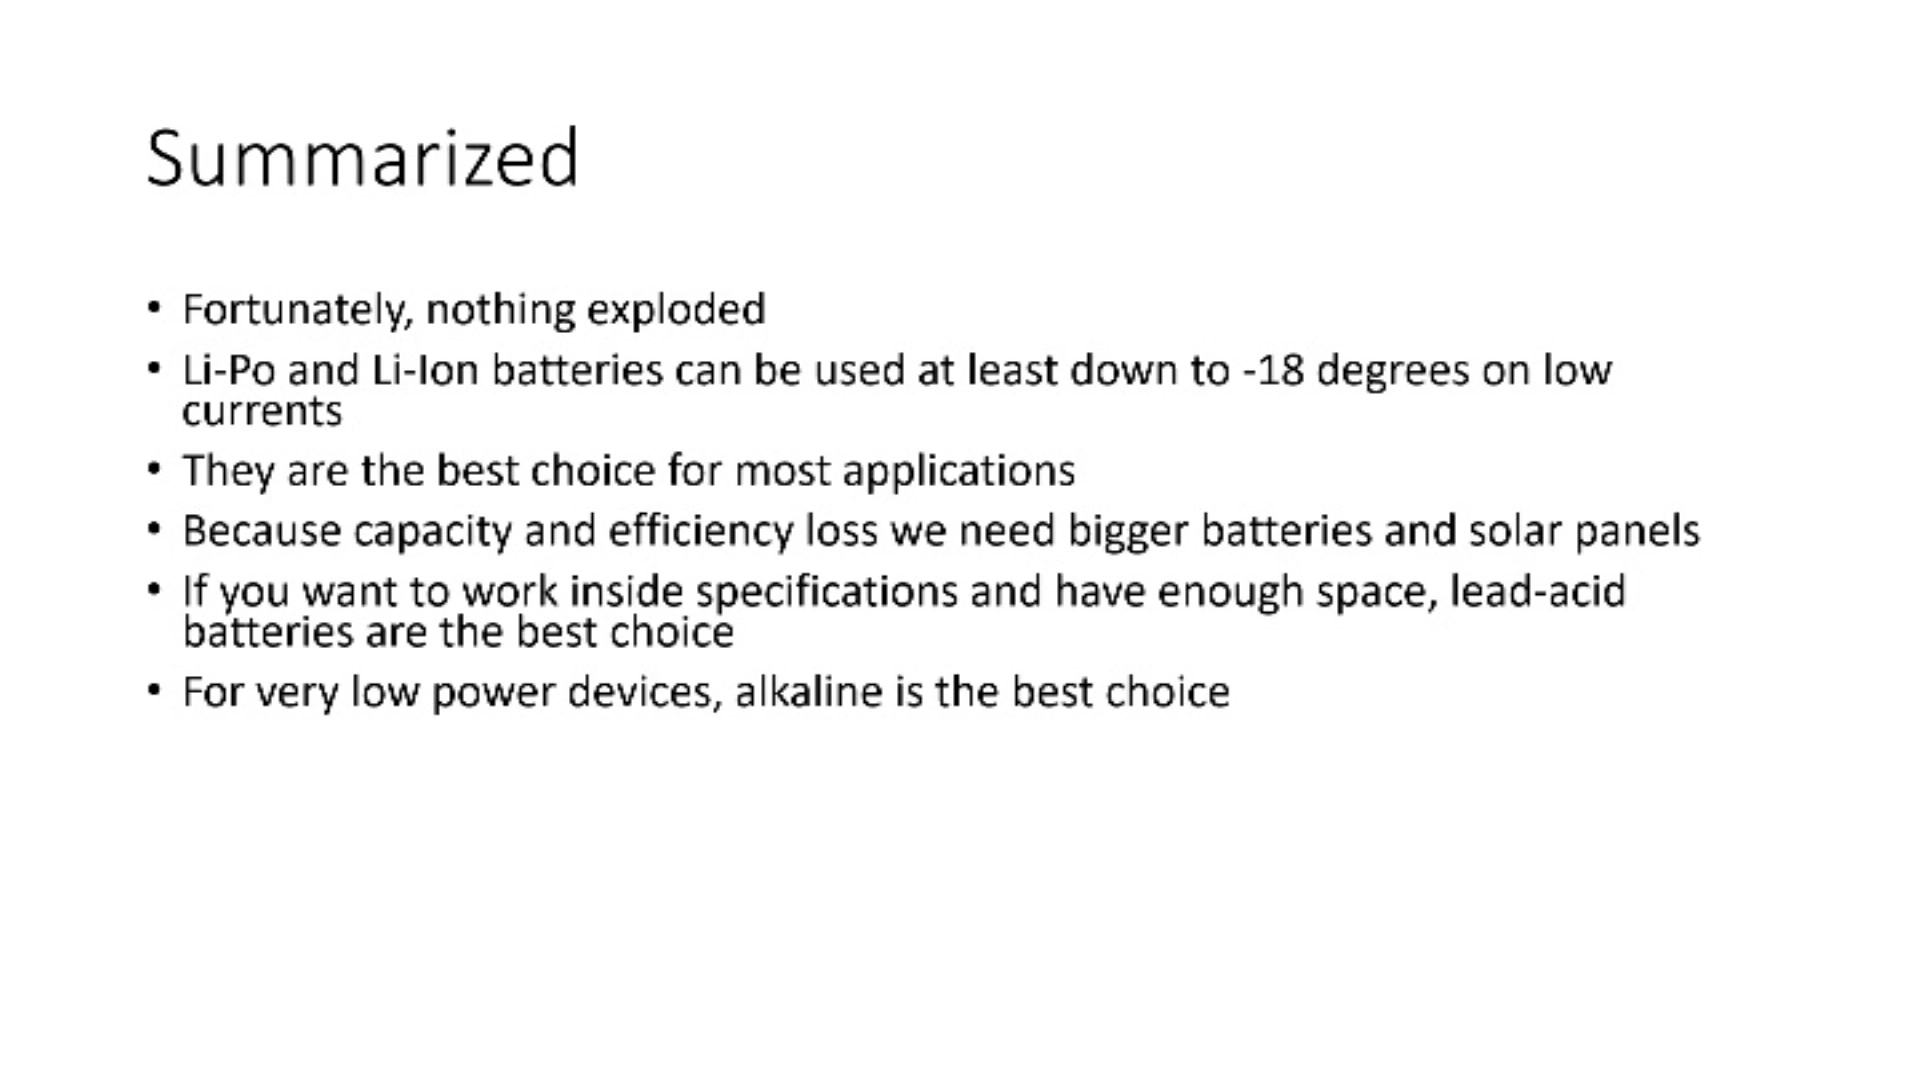 Summarized
• Fortunately, nothing exploded
• Li-Po and Li-Ion batteries can be used at least down to -18 degrees on low
currents
• They are the best choice for most applications
• Because capacity and efficiency loss we need bigger batteries and solar panels
• If you want to work inside specifications and have enough space, lead-acid
batteries are the best choice
• For very low power devices, alkaline is the best choice